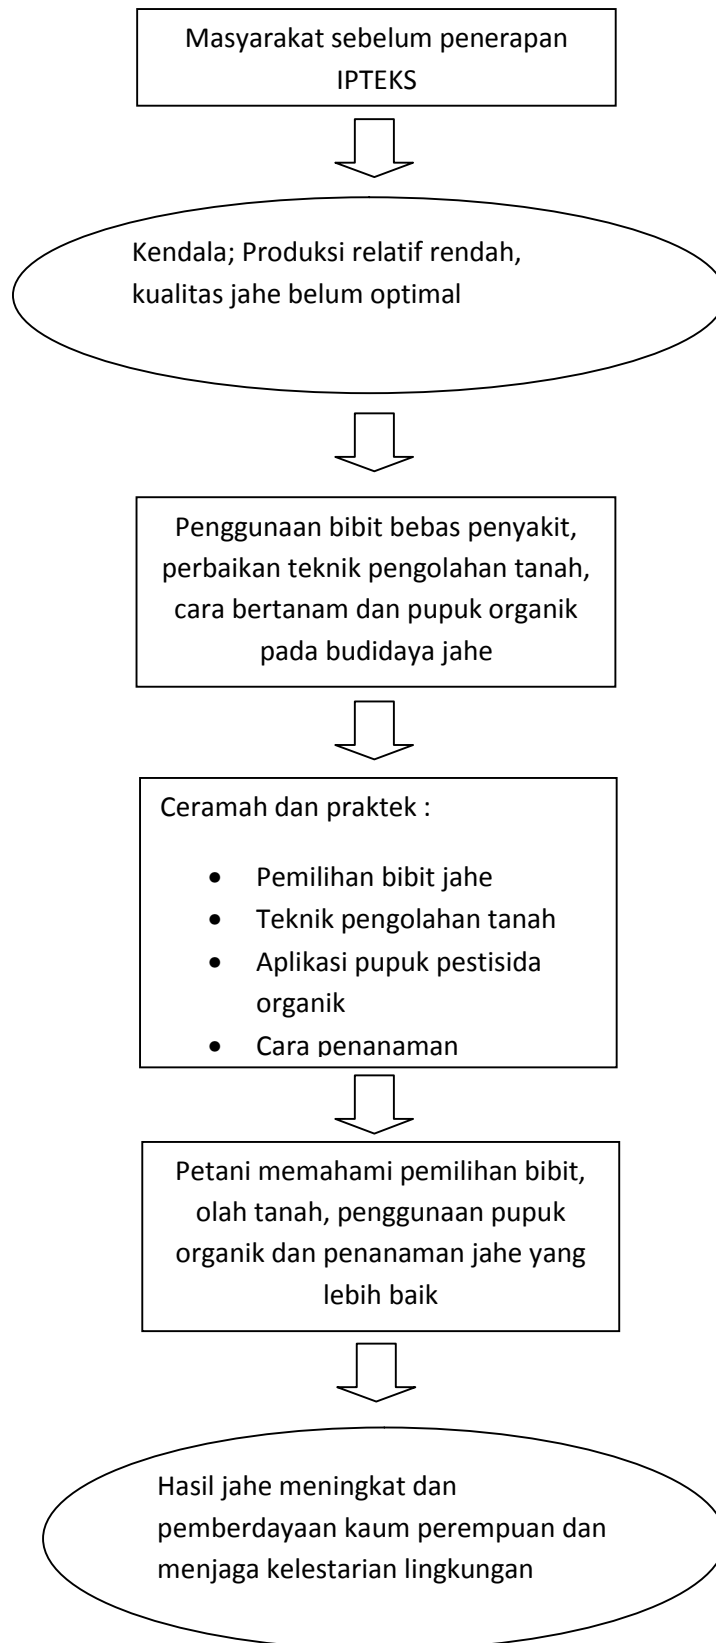 Masyarakat sebelum penerapan
IPTEKS
Kendala; Produksi relatif rendah,
kualitas jahe belum optimal
Penggunaan bibit bebas penyakit,
perbaikan teknik pengolahan tanah,
cara bertanam dan pupuk organik
pada budidaya jahe
Ceramah dan praktek :
• Pemilihan bibit jahe
• Teknik pengolahan tanah
• Aplikasi pupuk pestisida
organik
• Cara penanaman
Petani memahami pemilihan bibit,
olah tanah, penggunaan pupuk
organik dan penanaman jahe yang
lebih baik
Hasil jahe meningkat dan
pemberdayaan kaum perempuan dan
menjaga kelestarian lingkungan